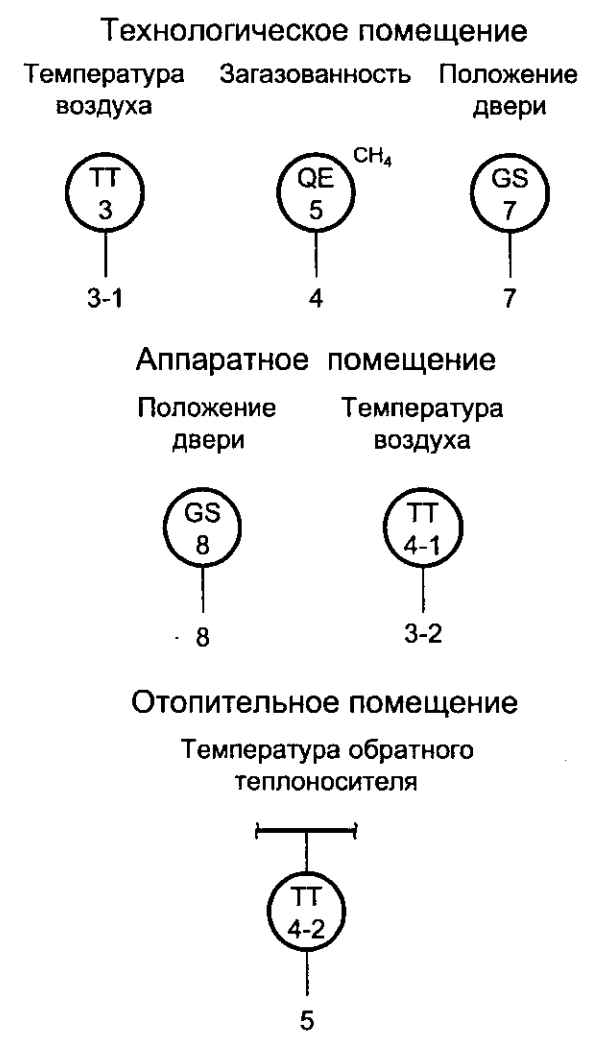 Технологическое помещение
Температура воздуха
Загазованность
Положение двери
CH4
TT
3
QE
5
GS
7
3-1
4
7
Аппаратное помещение
Положение двери
Температура воздуха
GS
8
TT
4-1
8
3-2
Отопительное помещение
Температура обратного
теплоносителя
TT
4-2
5